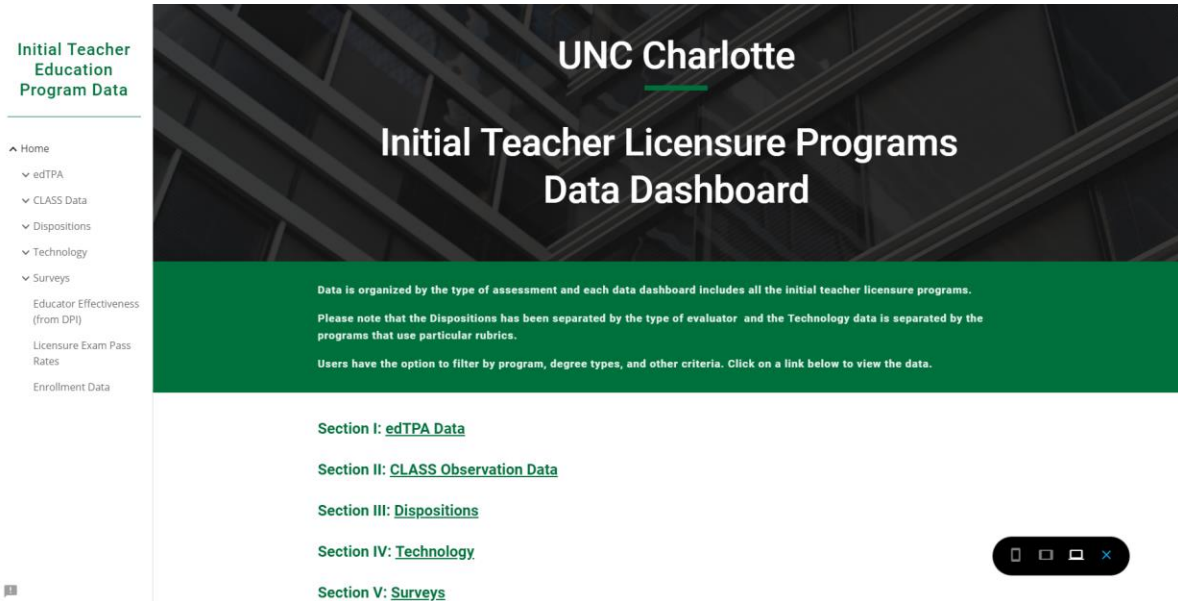 Initial Teacher
Education
Program Data
Home
edTPA
CLASS Data
Dispositions
Technology
Surveys
Educator Effectiveness
(from DPI)
Licensure Exam Pass
Rates
Enrollment Data
UNC Charlotte
Initial Teacher Licensure Programs
Data Dashboard
Data is organized by the type of assessment and each data dashboard includes all the initial teacher licensure programs.
Please note that the Dispositions has been separated by the type of evaluator and the Technology data is separated by the
programs that use particular rubrics.
Users have the option to filter by program, degree types, and other criteria. Click on a link below to view the data.
Section I: edTPA Data
Section II: CLASS Observation Data
Section III: Dispositions
Section IV: Technology
Section V: Surveys